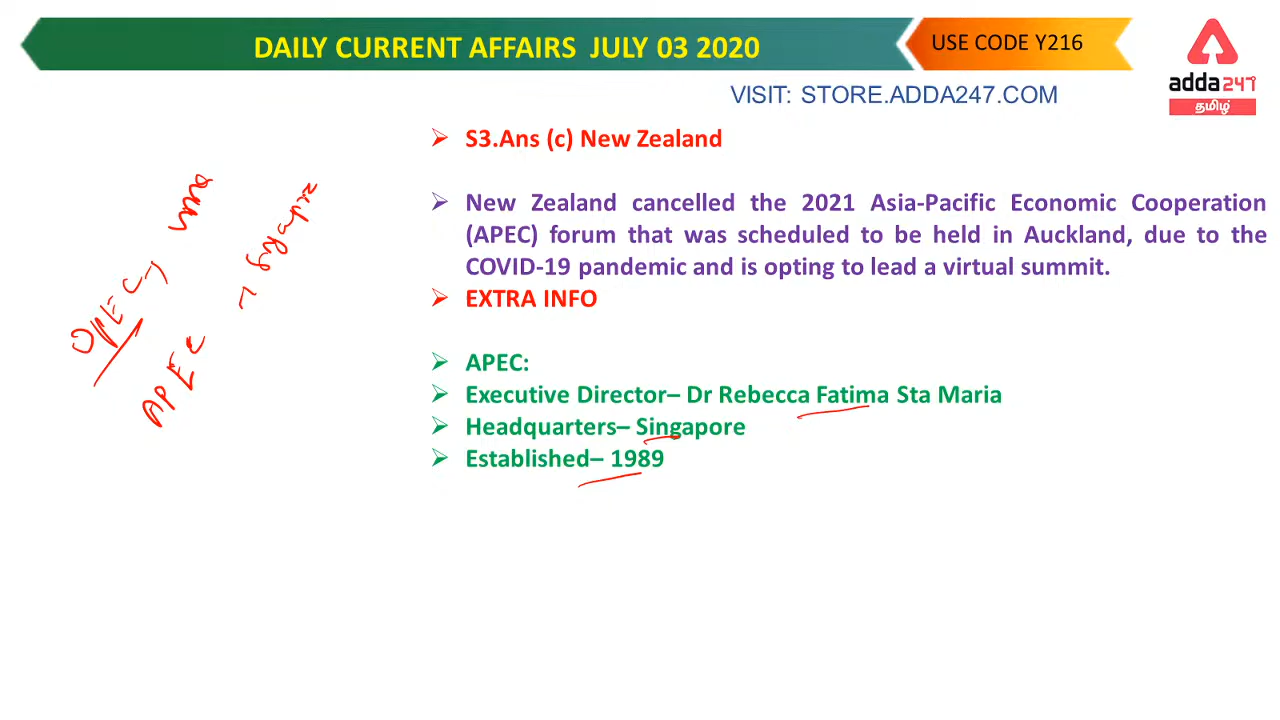 DAILY CURRENT AFFAIRS JULY 03 2020
USE CODE Y216
adda247
தமிழ்
VISIT: STORE.ADDA247.COM
S3.Ans (c) New Zealand
New Zealand cancelled the 2021 Asia-Pacific Economic Cooperation
(APEC) forum that was scheduled to be held in Auckland, due to the
COVID-19 pandemic and is opting to lead a virtual summit.
EXTRA INFO
APEC:
Executive Director– Dr Rebecca Fatima Sta Maria
Headquarters– Singapore
Established– 1989
OPEC
APEC